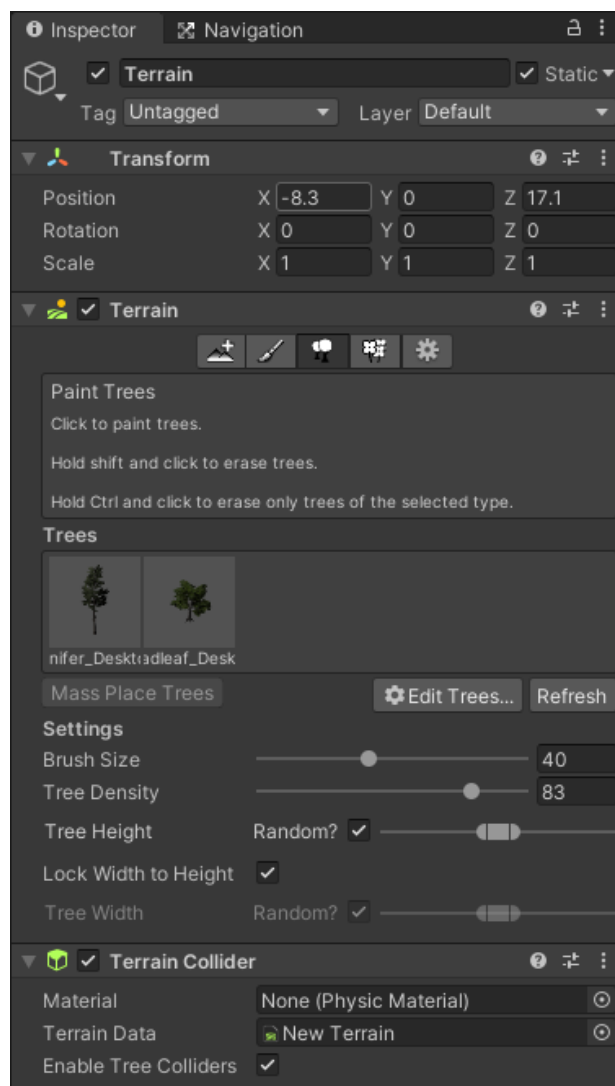 Inspector Navigation
Terrain Static
Tag Untagged Layer Default
Transform
Position X -8.3 Y 0 Z 17.1
Rotation X 0 Y 0 Z 0
Scale X 1 Y 1 Z 1
Terrain
Paint Trees
Click to paint trees.
Hold shift and click to erase trees.
Hold Ctrl and click to erase only trees of the selected type.
Trees
nifer_Deskt adleaf_Desk
Mass Place Trees Edit Trees... Refresh
Settings
Brush Size 40
Tree Density 83
Tree Height Random?
Lock Width to Height
Tree Width Random?
Terrain Collider
Material None (Physic Material)
Terrain Data New Terrain
Enable Tree Colliders